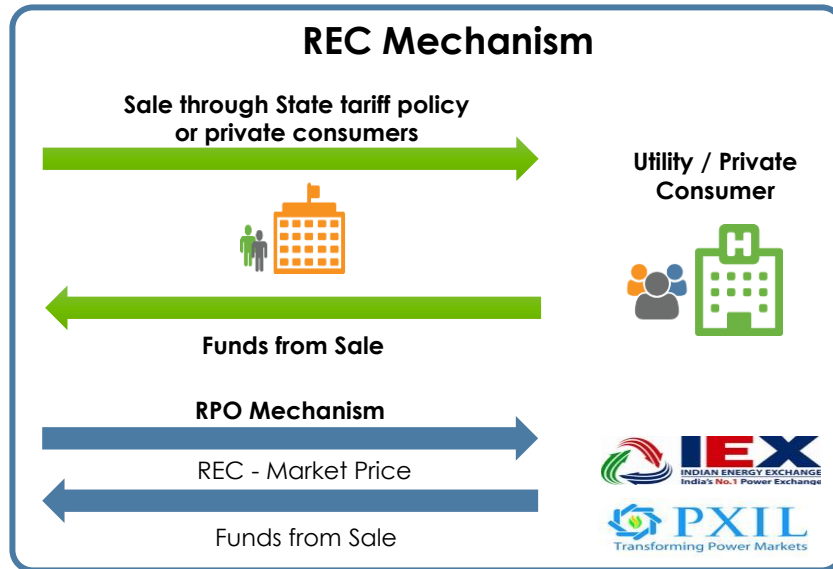 REC Mechanism
Sale through State tariff policy
or private consumers
Utility / Private
Consumer
H
Funds from Sale
RPO Mechanism
REC - Market Price
Funds from Sale
IEX
INDIAN ENERGY EXCHANGE
India's No.1 Power Exchange
PXIL
Transforming Power Markets